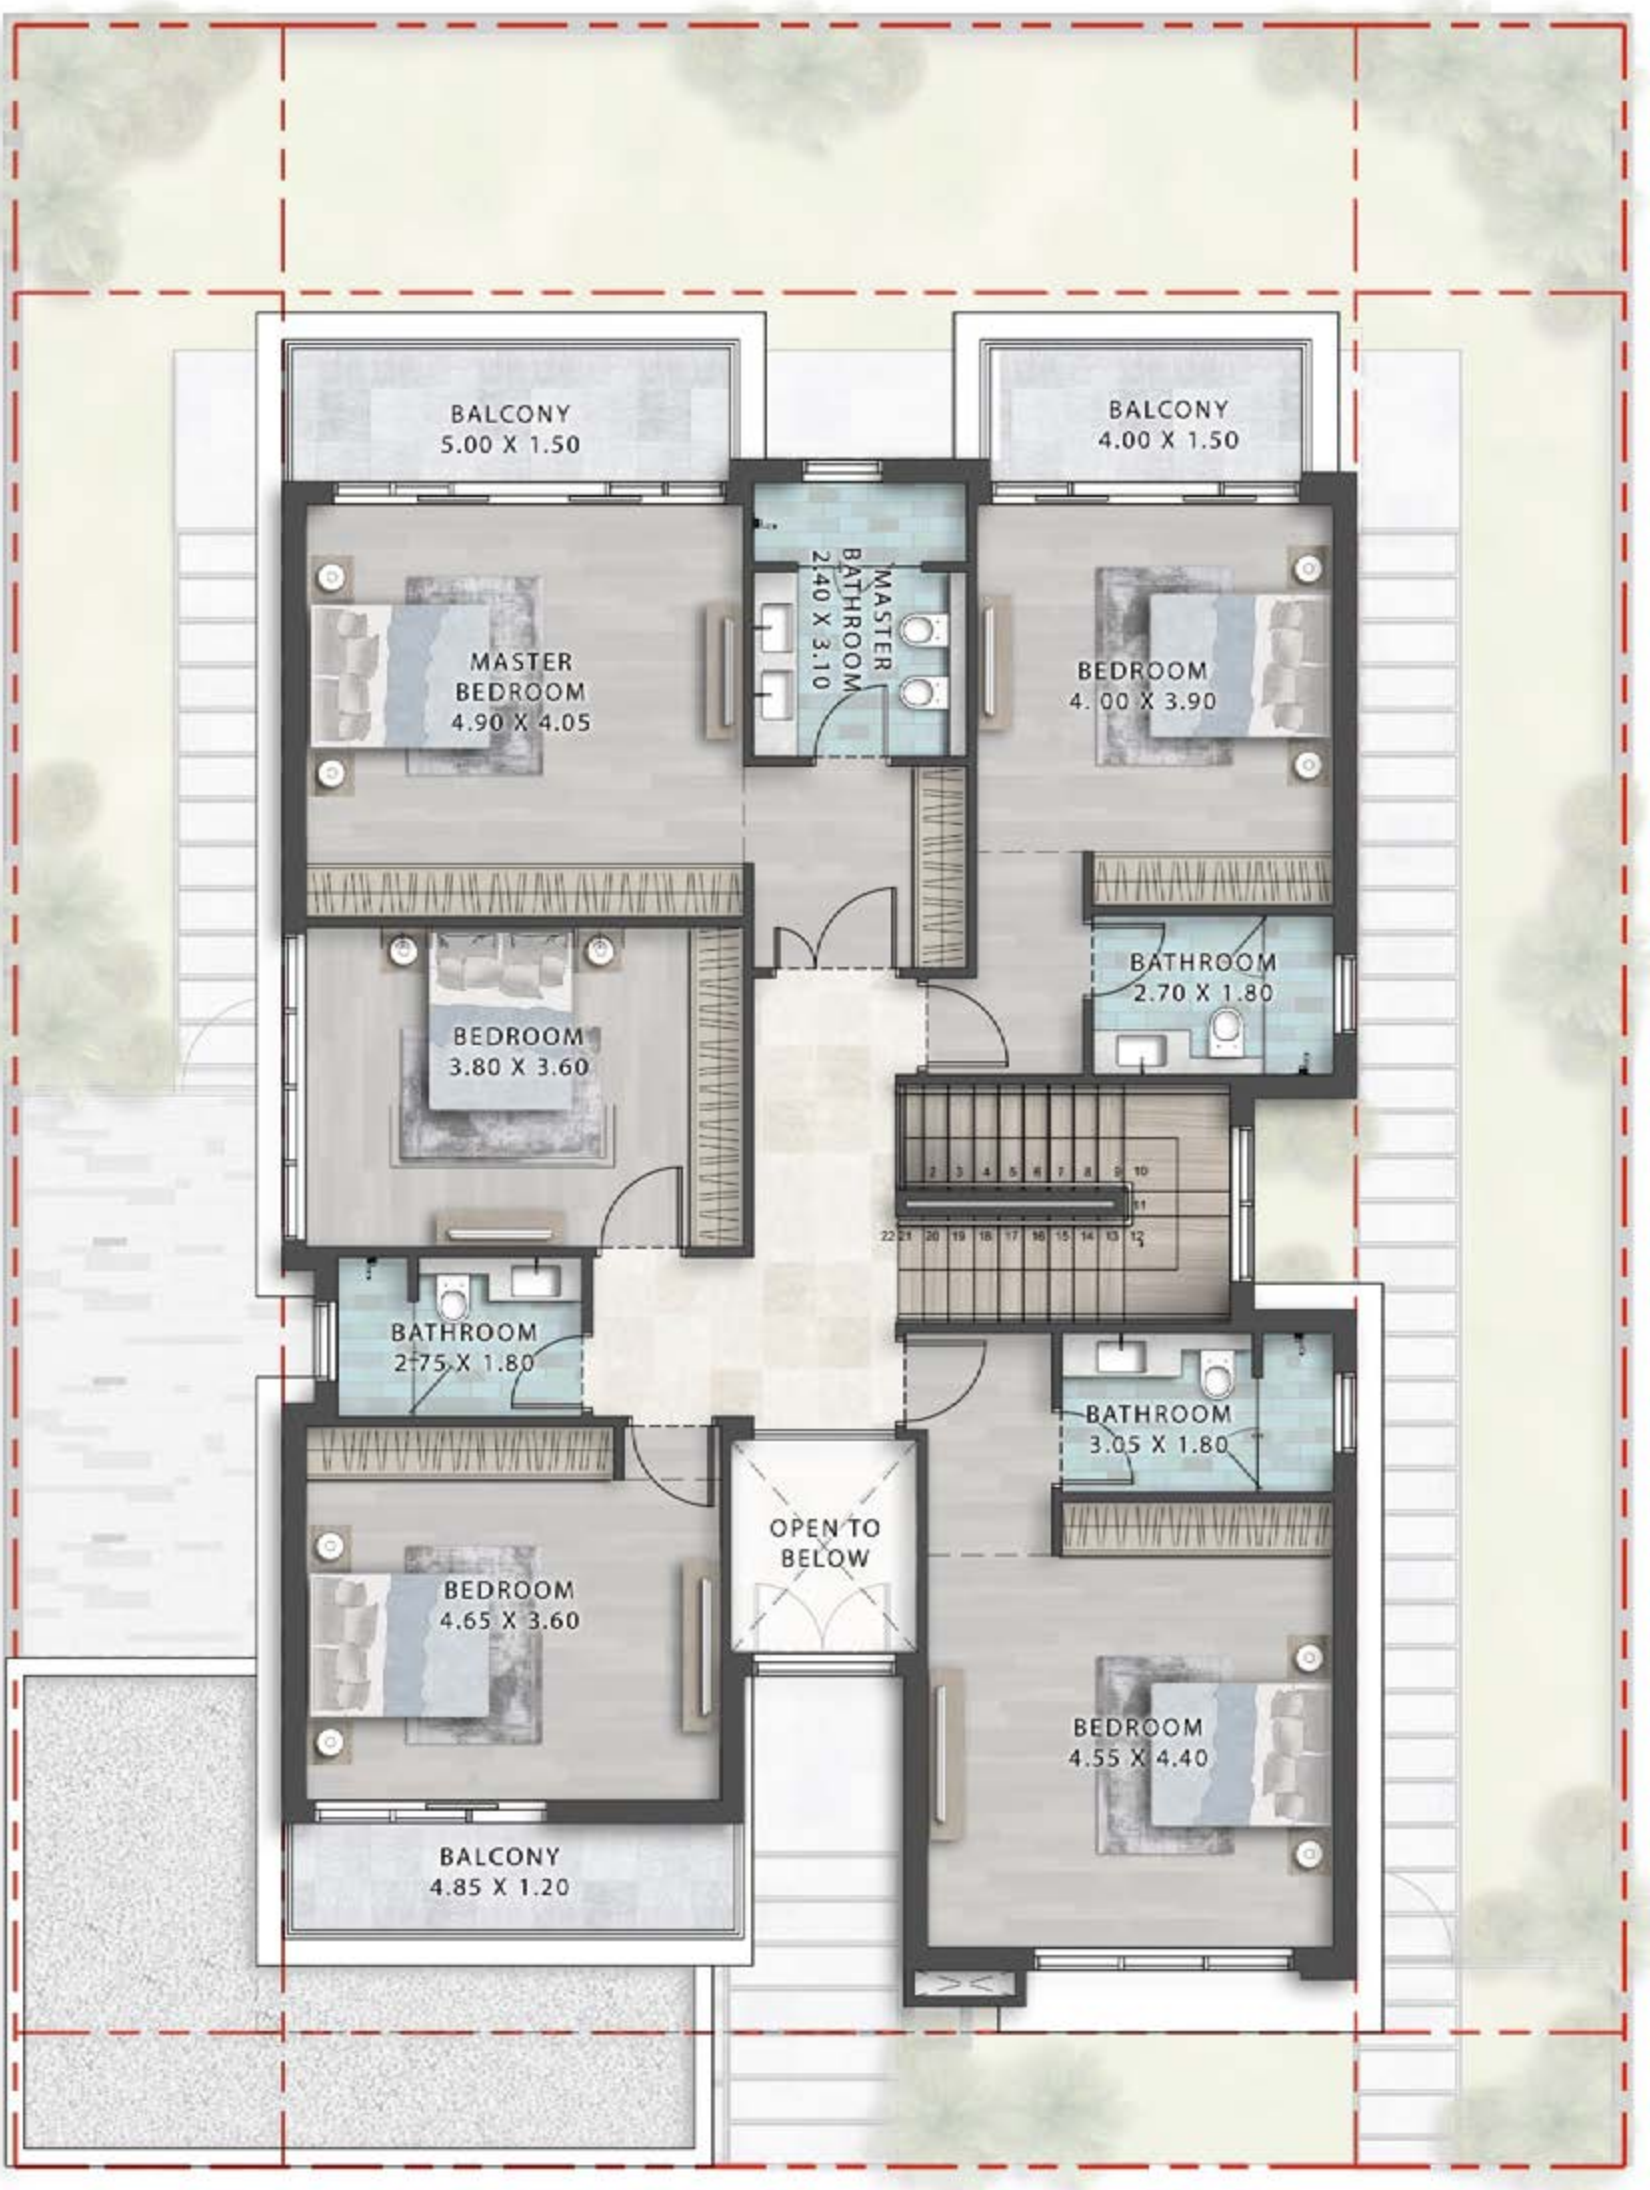 BALCONY
5.00 X 1.50
BALCONY
4.00 X 1.50
MASTER
BEDROOM
4.90 X 4.05
MASTER
BATHROOM
2.40 X 3.10
BEDROOM
4.00 X 3.90
BATHROOM
2.70 X 1.80
BEDROOM
3.80 X 3.60
2 3 4 5 6 7 8 9 10
11
22 21 20 19 18 17 16 15 14 13 12
BATHROOM
2.75 X 1.80
BATHROOM
3.05 X 1.80
OPEN TO
BELOW
BEDROOM
4.65 X 3.60
BEDROOM
4.55 X 4.40
BALCONY
4.85 X 1.20